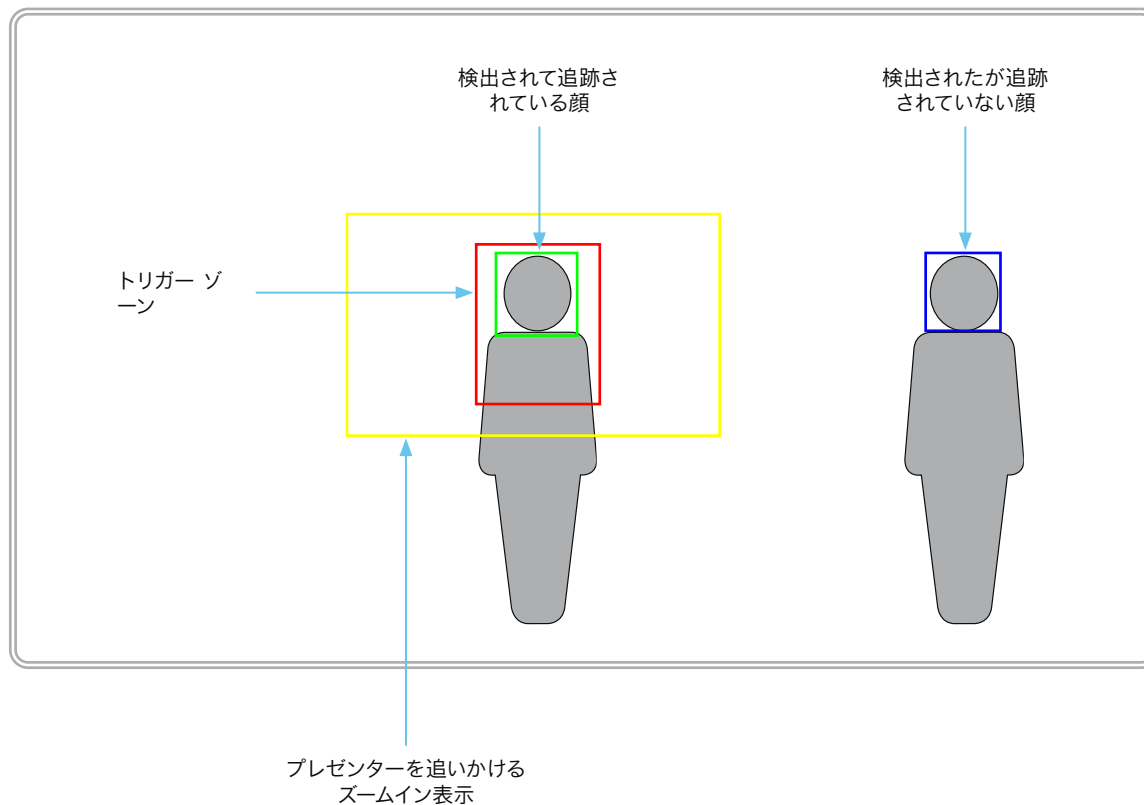 検出されて追跡さ
れている顔
検出されたが追跡
されていない顔
トリガー ゾ
ーン
プレゼンターを追いかける
ズームイン表示